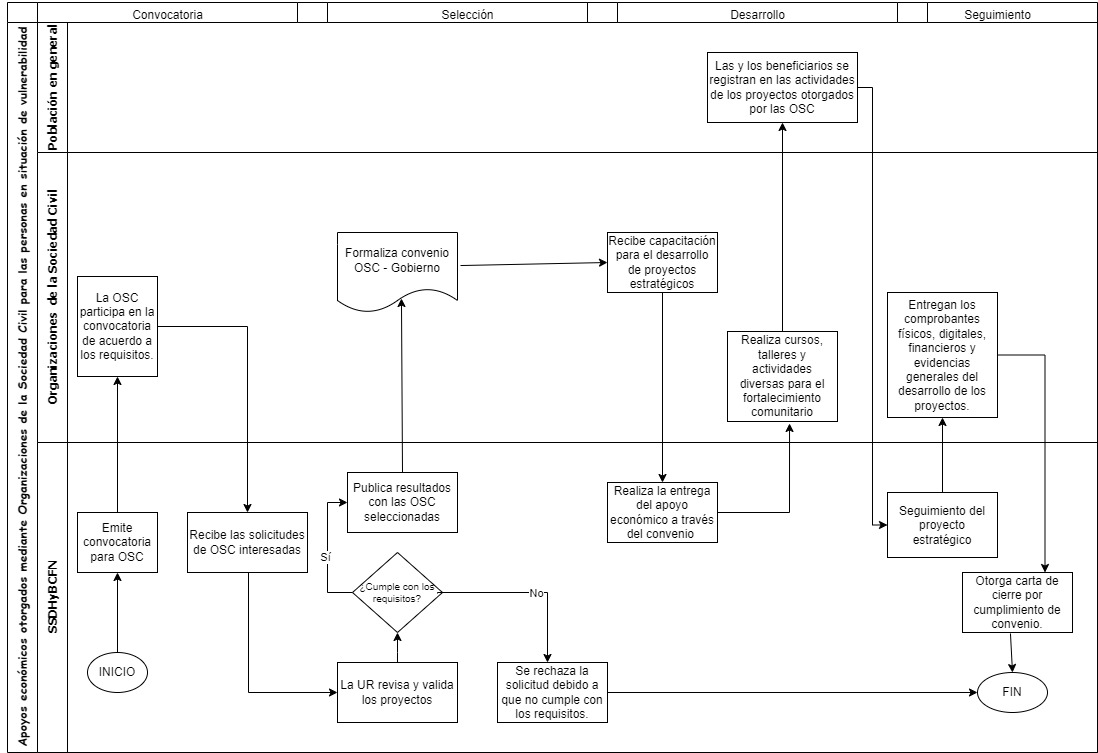 Convocatoria
Selección
Desarrollo
Seguimiento
Apoyos económicos otorgados mediante Organizaciones de la Sociedad Civil para las personas en situación de vulnerabilidad
Población en general
Las y los beneficiarios se
registran en las actividades
de los proyectos otorgados
por las OSC
Organizaciones de la Sociedad Civil
La OSC
participa en la
convocatoria
de acuerdo a
los requisitos.
Formaliza convenio
OSC - Gobierno
Recibe capacitación
para el desarrollo
de proyectos
estratégicos
Realiza cursos,
talleres y
actividades
diversas para el
fortalecimiento
comunitario
Entregan los
comprobantes
físicos, digitales,
financieros y
evidencias
generales del
desarrollo de los
proyectos.
SSDHyBCFN
INICIO
Emite
convocatoria
para OSC
Recibe las solicitudes
de OSC interesadas
La UR revisa y valida
los proyectos
¿Cumple con los
requisitos?
Sí
No
Publica resultados
con las OSC
seleccionadas
Se rechaza la
solicitud debido a
que no cumple con
los requisitos.
Realiza la entrega
del apoyo
económico a través
del convenio
Seguimiento del
proyecto
estratégico
Otorga carta de
cierre por
cumplimiento de
convenio.
FIN